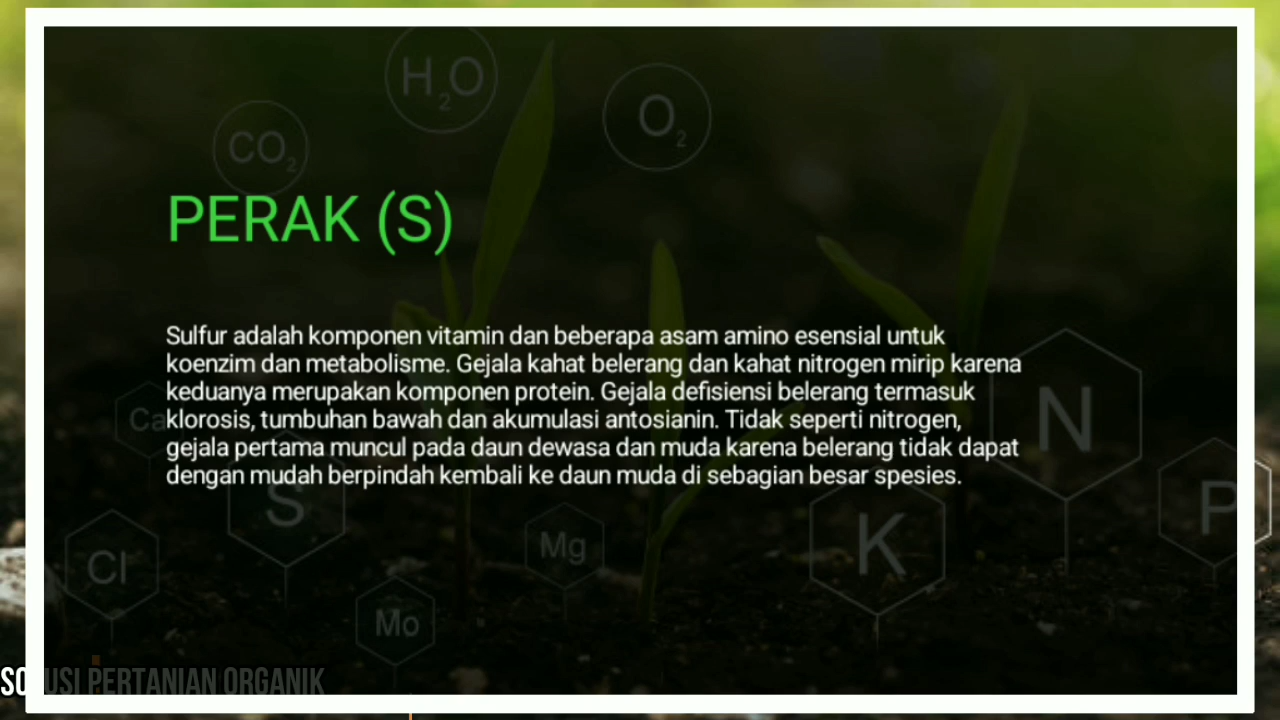 H2O
O2
CO2
PERAK (S)
Sulfur adalah komponen vitamin dan beberapa asam amino esensial untuk
koenzim dan metabolisme. Gejala kahat belerang dan kahat nitrogen mirip karena
keduanya merupakan komponen protein. Gejala defisiensi belerang termasuk
klorosis, tumbuhan bawah dan akumulasi antosianin. Tidak seperti nitrogen,
gejala pertama muncul pada daun dewasa dan muda karena belerang tidak dapat
dengan mudah berpindah kembali ke daun muda di sebagian besar spesies.
Ca
N
S
P
K
Mg
Cl
Mo
SOLUSI PERTANIAN ORGANIK